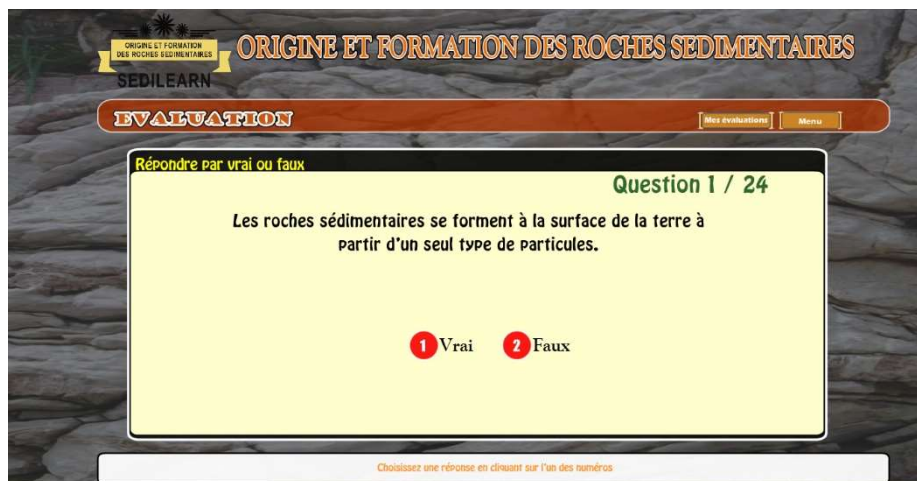 ORIGINE ET FORMATION
DES ROCHES SEDIMENTAIRES
SEDILEARN
ORIGINE ET FORMATION DES ROCHES SEDIMENTAIRES
EVALUATION
Mes évaluations
Menu
Répondre par vrai ou faux
Question 1 / 24
Les roches sédimentaires se forment à la surface de la terre à
partir d'un seul type de particules.
1 Vrai 2 Faux
Choisissez une réponse en cliquant sur l'un des numéros